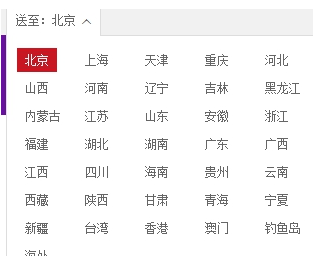 送至：北京
北京 上海 天津 重庆 河北
山西 河南 辽宁 吉林 黑龙江
内蒙古 江苏 山东 安徽 浙江
福建 湖北 湖南 广东 广西
江西 四川 海南 贵州 云南
西藏 陕西 甘肃 青海 宁夏
新疆 台湾 香港 澳门 钓鱼岛
海外